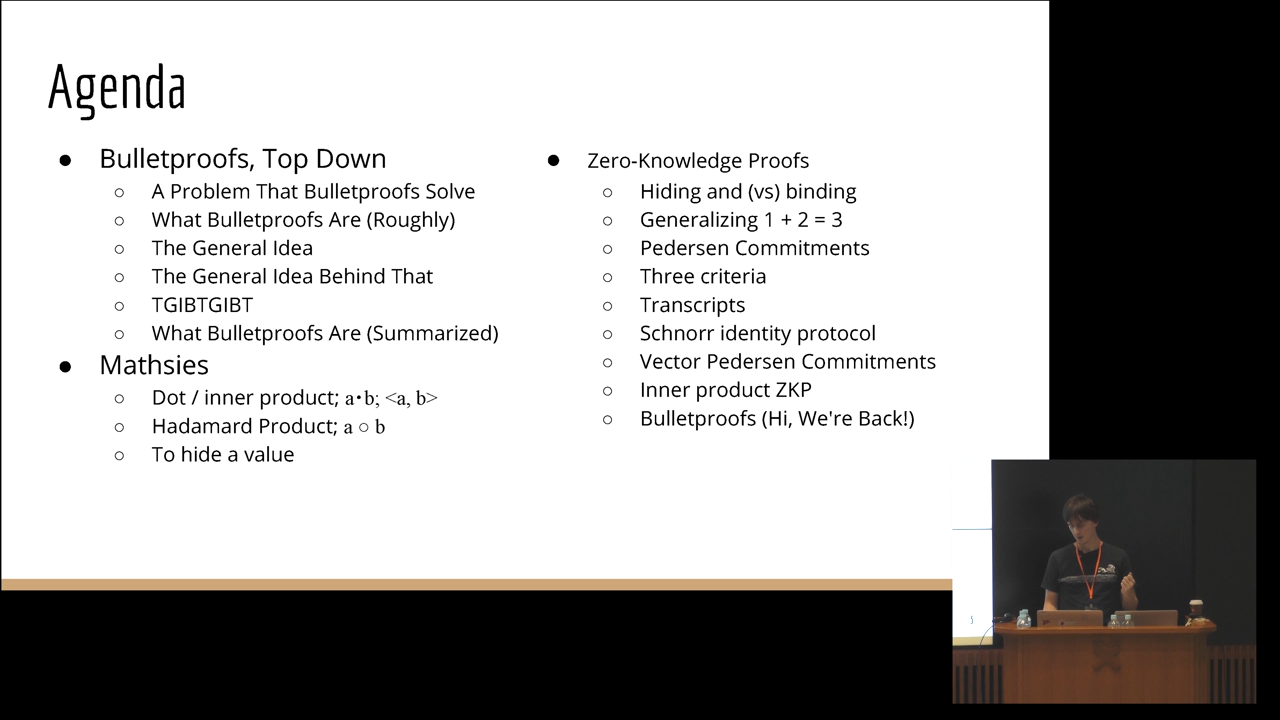 Agenda
Bulletproofs, Top Down
A Problem That Bulletproofs Solve
What Bulletproofs Are (Roughly)
The General Idea
The General Idea Behind That
TGIBTGIBT
What Bulletproofs Are (Summarized)
Mathsies
Dot / inner product; a·b; <a, b>
Hadamard Product; a ○ b
To hide a value
Zero-Knowledge Proofs
Hiding and (vs) binding
Generalizing 1 + 2 = 3
Pedersen Commitments
Three criteria
Transcripts
Schnorr identity protocol
Vector Pedersen Commitments
Inner product ZKP
Bulletproofs (Hi, We're Back!)